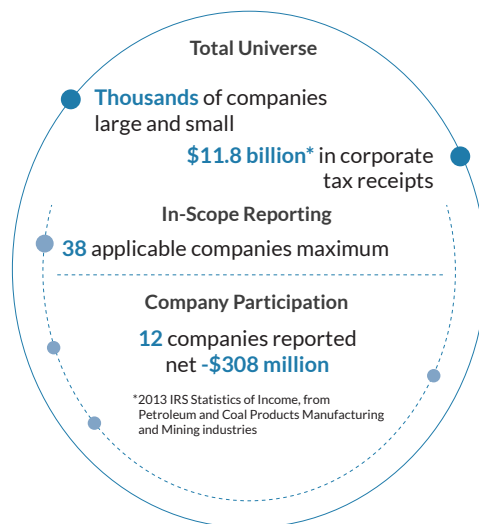 Total Universe
Thousands of companies
large and small
$11.8 billion* in corporate
tax receipts
In-Scope Reporting
38 applicable companies maximum
Company Participation
12 companies reported
net -$308 million
*2013 IRS Statistics of Income, from
Petroleum and Coal Products Manufacturing
and Mining industries